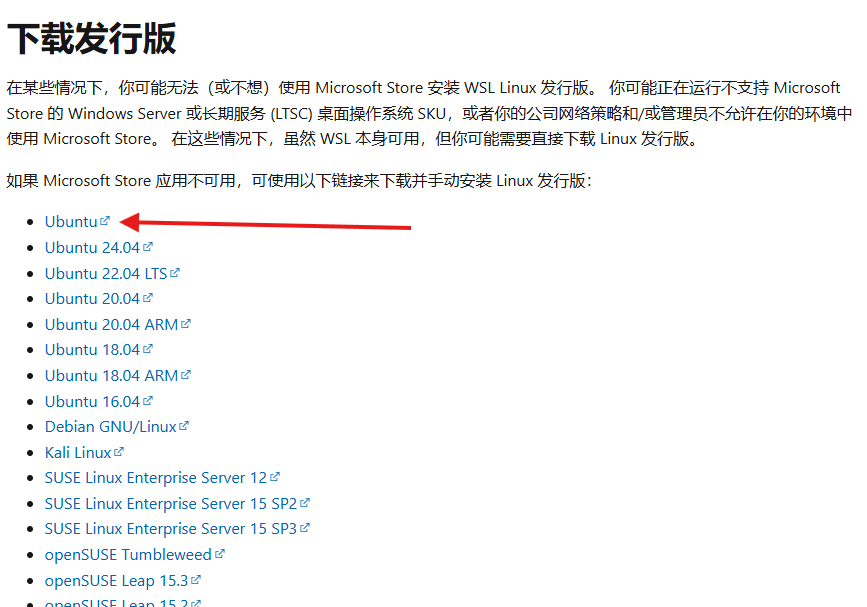 下载发行版
在某些情况下，你可能无法（或不想）使用 Microsoft Store 安装 WSL Linux 发行版。 你可能正在运行不支持 Microsoft
Store 的 Windows Server 或长期服务 (LTSC) 桌面操作系统 SKU，或者你的公司网络策略和/或管理员不允许在你的环境中
使用 Microsoft Store。 在这些情况下，虽然 WSL 本身可用，但你可能需要直接下载 Linux 发行版。
如果 Microsoft Store 应用不可用，可使用以下链接来下载并手动安装 Linux 发行版：
Ubuntu
Ubuntu 24.04
Ubuntu 22.04 LTS
Ubuntu 20.04
Ubuntu 20.04 ARM
Ubuntu 18.04
Ubuntu 18.04 ARM
Ubuntu 16.04
Debian GNU/Linux
Kali Linux
SUSE Linux Enterprise Server 12
SUSE Linux Enterprise Server 15 SP2
SUSE Linux Enterprise Server 15 SP3
openSUSE Tumbleweed
openSUSE Leap 15.3
openSUSE Leap 15.2